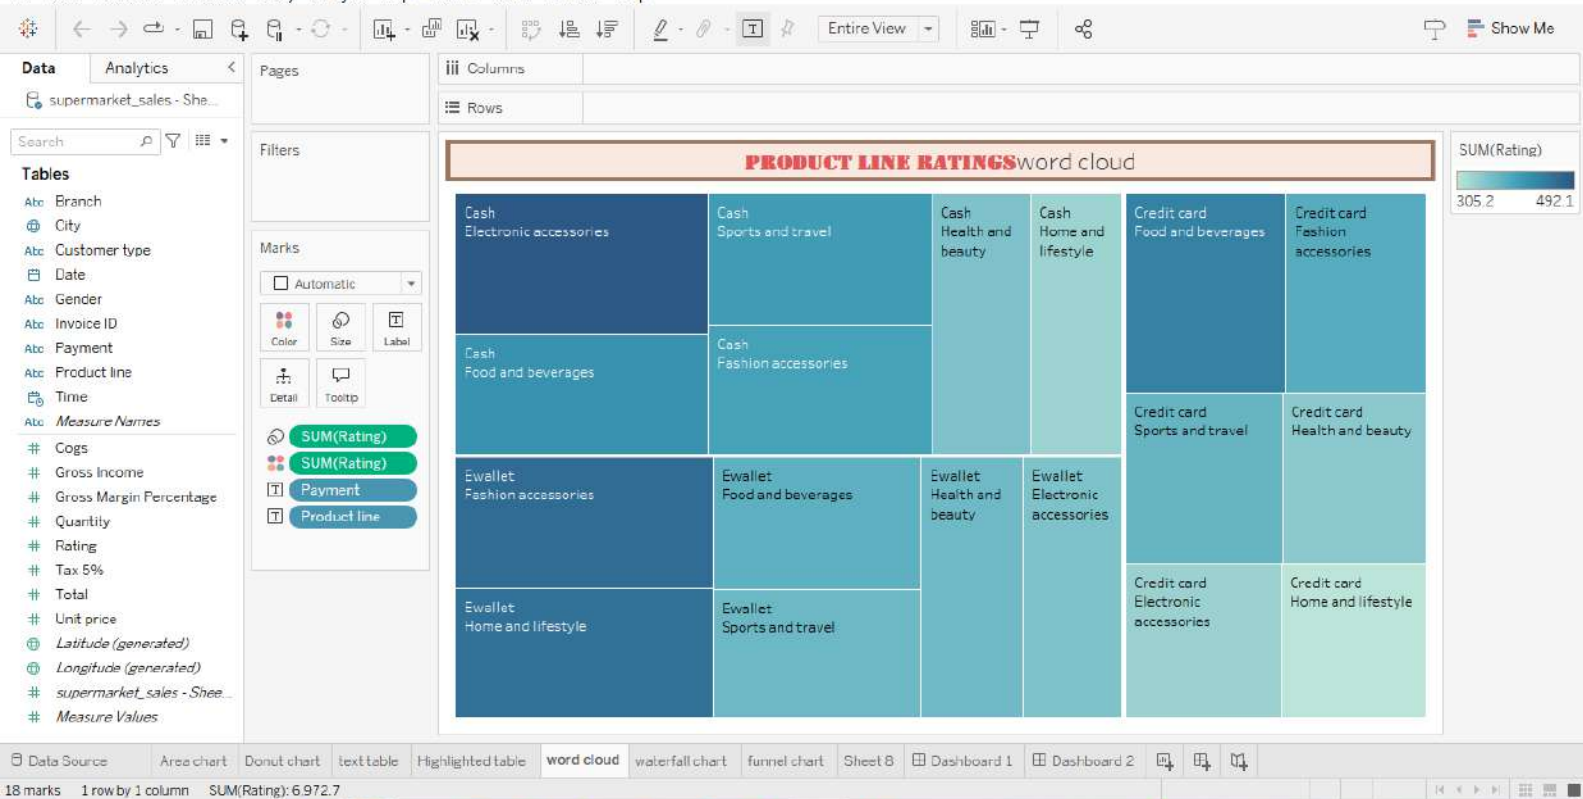 Entire View
Show Me
Data
Analytics
supermarket_sales - She...
Search
Tables
Abc Branch
City
Abc Customer type
Date
Abc Gender
Abc Invoice ID
Abc Payment
Abc Product line
Time
Abc Measure Names
# Cogs
# Gross Income
# Gross Margin Percentage
# Quantity
# Rating
# Tax 5%
# Total
# Unit price
Latitude (generated)
Longitude (generated)
# supermarket_sales - Shee...
# Measure Values
Pages
Filters
Marks
Automatic
Color
Size
T
Label
Detail
Tooltip
SUM(Rating)
SUM(Rating)
T Payment
T Product line
iii Columns
Rows
PRODUCT LINE RATINGSword cloud
Cash
Electronic accessories
Cash
Food and beverages
Cash
Sports and travel
Cash
Fashion accessories
Cash
Health and
beauty
Cash
Home and
lifestyle
Ewallet
Fashion accessories
Ewallet
Home and lifestyle
Ewallet
Food and beverages
Ewallet
Sports and travel
Ewallet
Health and
beauty
Ewallet
Electronic
accessories
Credit card
Food and beverages
Credit card
Fashion
accessories
Credit card
Sports and travel
Credit card
Health and beauty
Credit card
Electronic
accessories
Credit card
Home and lifestyle
SUM(Rating)
305.2 492.1
Data Source Area chart Donut chart text table Highlighted table word cloud waterfall chart funnel chart Sheet 8 Dashboard 1 Dashboard 2
18 marks 1 row by 1 column SUM(Rating): 6,972.7